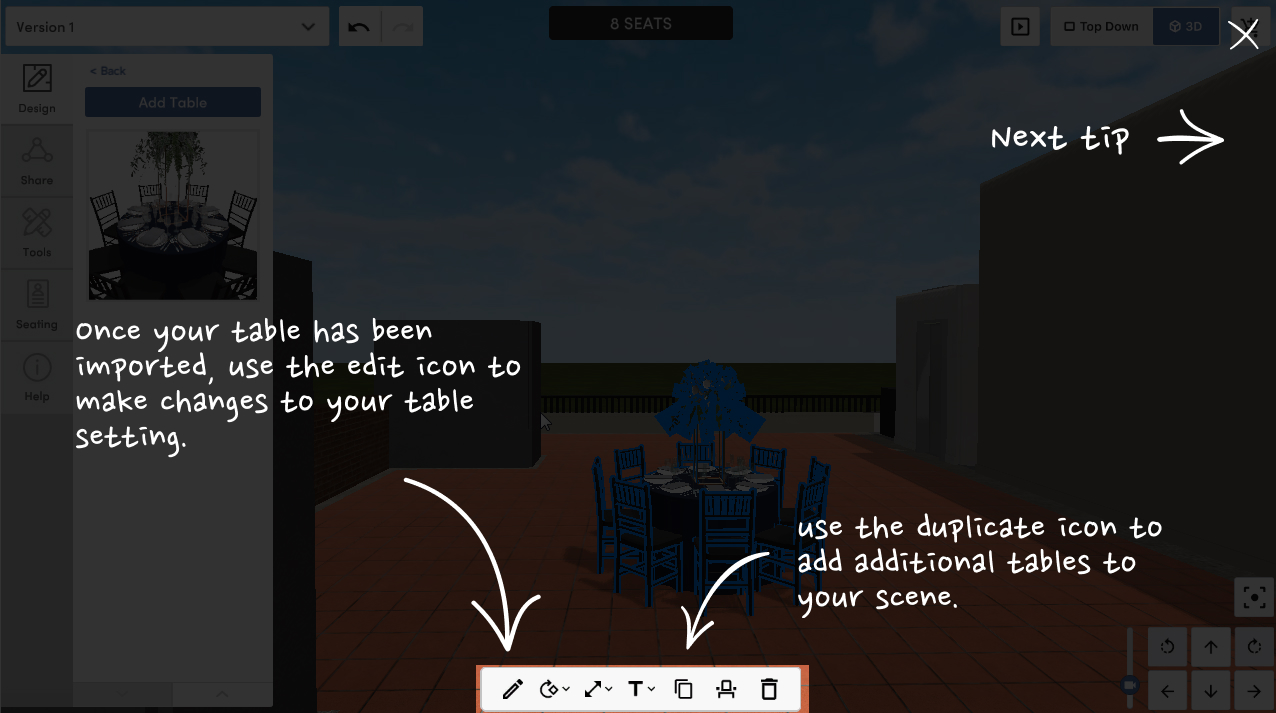 Version 1
8 SEATS
Top Down
3D
< Back
Add Table
Design
Share
Tools
Seating
Help
Next tip
Once your table has been
imported, use the edit icon to
make changes to your table
setting.
use the duplicate icon to
add additional tables to
your scene.
T